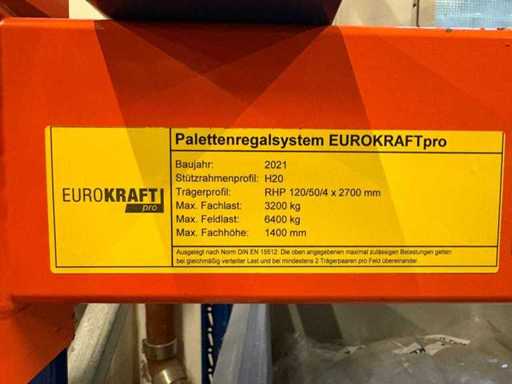 Palettenregalsystem EUROKRAFTpro
EUROKRAFT
pro
Baujahr: 2021
Stützrahmenprofil: H20
Trägerprofil: RHP 120/50/4 x 2700 mm
Max. Fachlast: 3200 kg
Max. Feldlast: 6400 kg
Max. Fachhöhe: 1400 mm
Ausgelegt nach Norm DIN EN 15512. Die oben angegebenen maximal zulässigen Belastungen gelten
bei gleichmäßig verteilter Last und bei mindestens 2 Trägerpaaren pro Feld übereinander.